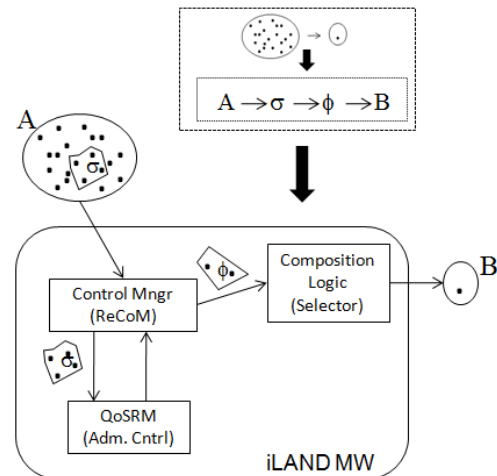 A → σ → ϕ → B
A
σ
ϕ
Composition
Logic
(Selector)
B
Control Mngr
(ReCoM)
σ
QoSRM
(Adm. Cntrl)
iLAND MW